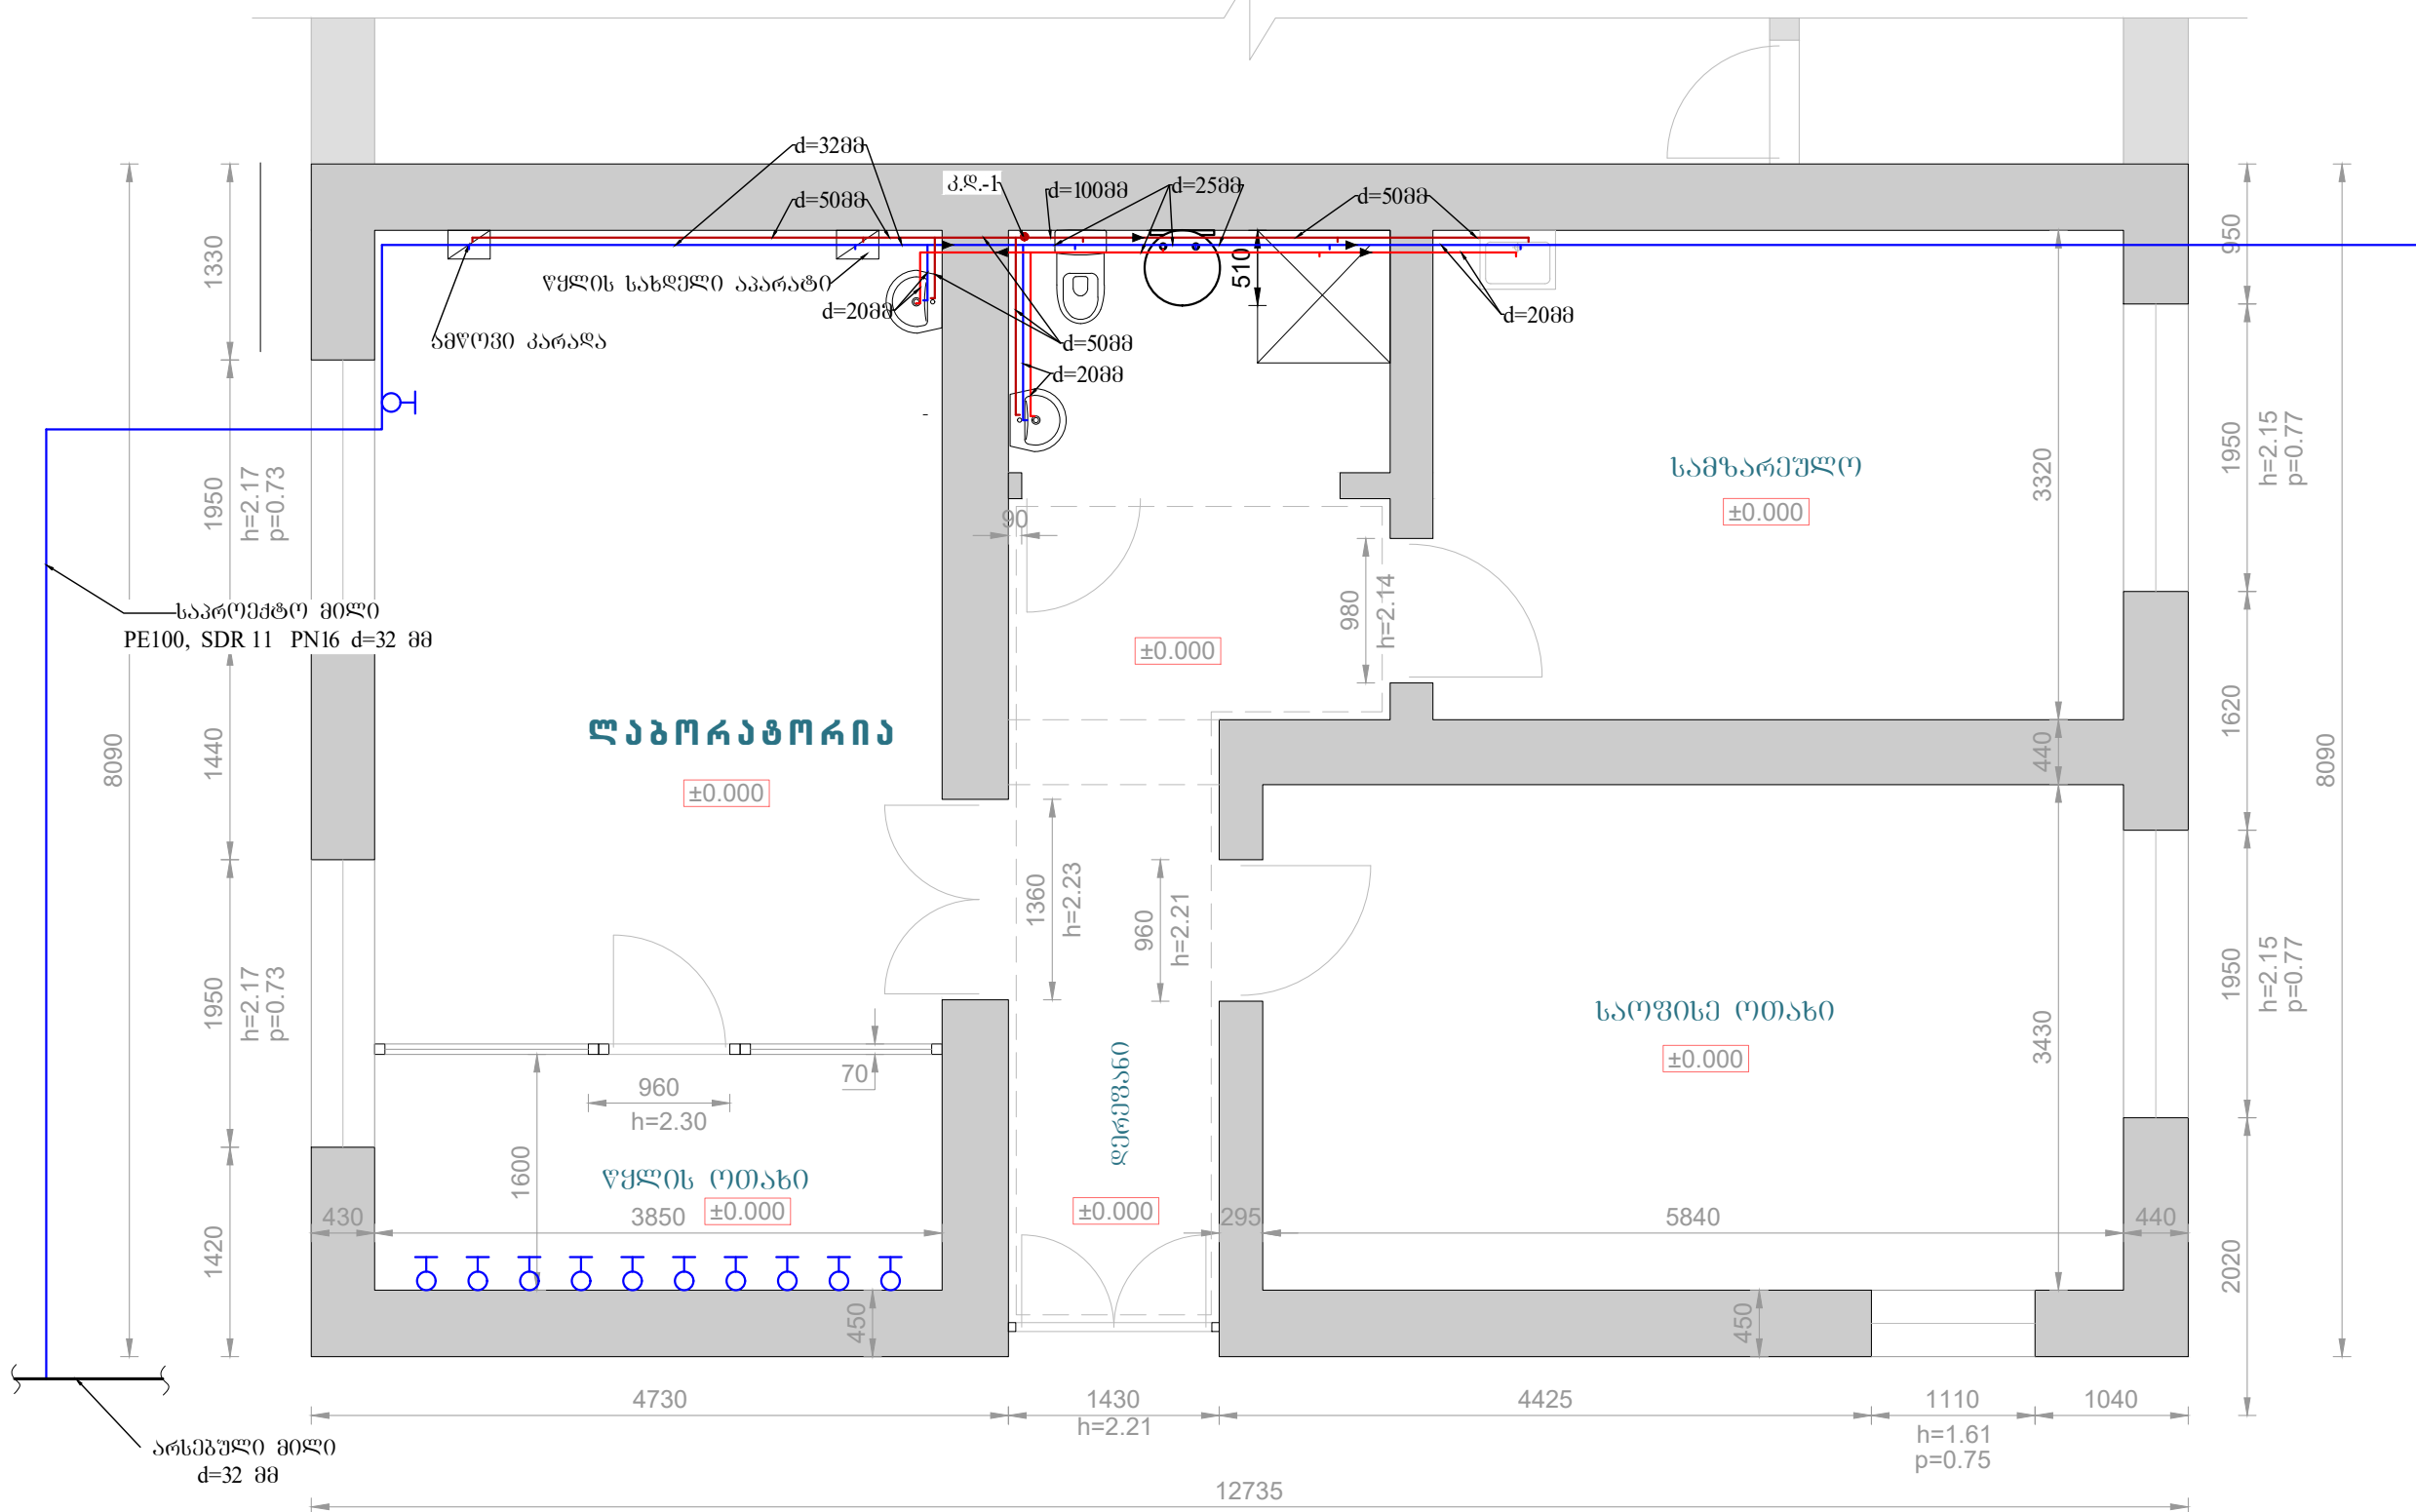 d=32მმ
d=50მმ
კ.დ.-1
d=100მმ
d=25მმ
d=50მმ
950
1330
510
წყლის სახდელი აპარატი
d=20მმ
d=20მმ
ამწოვი კარადა
d=50მმ
d=20მმ
1950
h=2.17
p=0.73
90
სამზარეულო
±0.000
3320
1950
h=2.15
p=0.77
საპროექტო მილი
PE100, SDR 11 PN16 d=32 მმ
980
h=2.14
±0.000
8090
1440
ლაბორატორია
±0.000
440
1620
8090
1360
h=2.23
960
h=2.21
1950
h=2.17
p=0.73
საოფისე ოთახი
±0.000
3430
1950
h=2.15
p=0.77
70
960
h=2.30
დერეფანი
1600
წყლის ოთახი
±0.000
±0.000
430
3850
295
5840
440
1420
2020
450
450
4730
1430
h=2.21
4425
1110
h=1.61
p=0.75
1040
არსებული მილი
d=32 მმ
12735